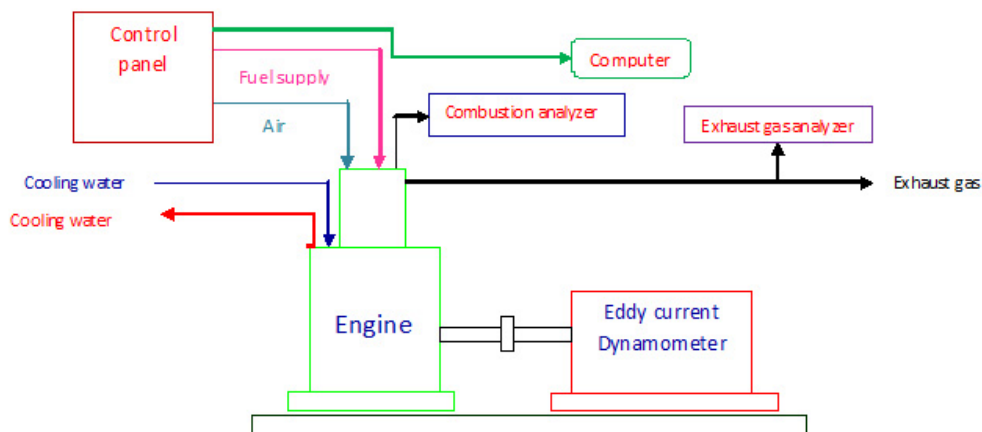 Control
panel
Computer
Fuel supply
Air
Combustion analyzer
Exhaust gas analyzer
Cooling water
Exhaust gas
Cooling water
Engine
Eddy current
Dynamometer